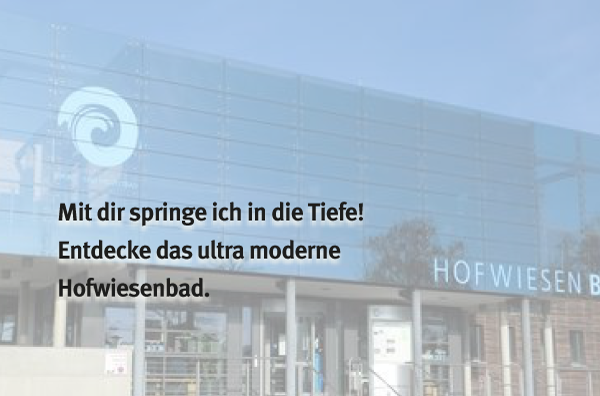 Mit dir springe ich in die Tiefe!
Entdecke das ultra moderne
Hofwiesenbad.
HOFWIESEN B